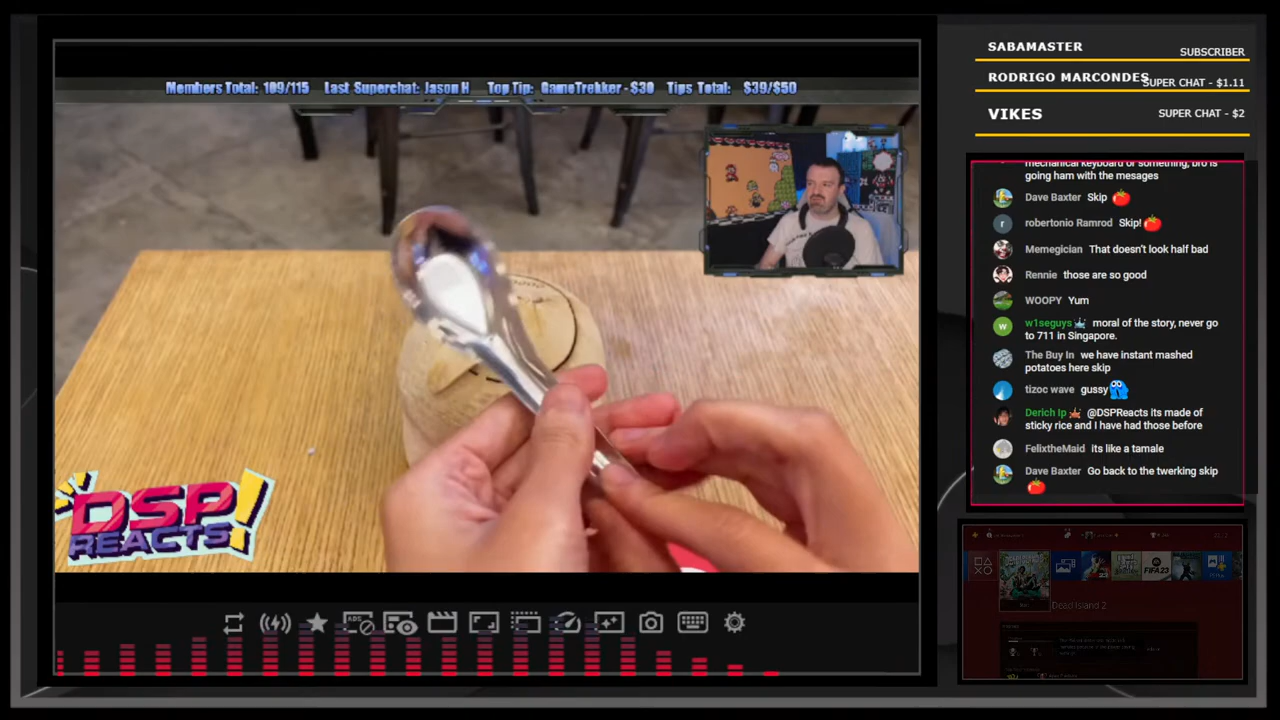 Members Total: 109/115 Last Superchat: Jason H Top Tip: GameTrekker - $30 Tips Total: $39/$50
DSP!
REACTS
ADS
SABAMASTER
SUBSCRIBER
RODRIGO MARCONDES
SUPER CHAT - $1.11
VIKES
SUPER CHAT - $2
mechanical keyboard or something, bro is
going ham with the mesages
Dave Baxter Skip
r robertonio Ramrod Skip!
Memegician That doesn't look half bad
Rennie those are so good
WOOPY Yum
w w1seguys moral of the story, never go
to 711 in Singapore.
The Buy In we have instant mashed
potatoes here skip
tizoc wave gussy
Derich Ip @DSPReacts its made of
sticky rice and I have had those before
FelixtheMaid its like a tamale
Dave Baxter Go back to the twerking skip
FIFA 23
Dead Island 2